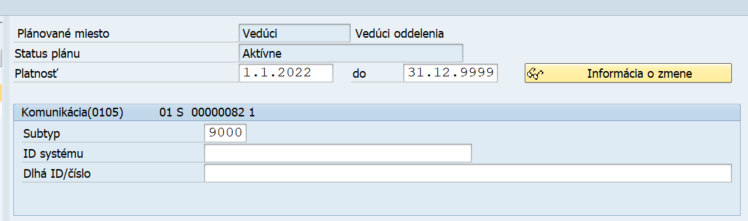 Plánované miesto Vedúci Vedúci oddelenia
Status plánu Aktívne
Platnosť 1.1.2022 do 31.12.9999 Informácia o zmene
Komunikácia(0105) 01 S 00000082 1
Subtyp 9000
ID systému
Dlhá ID/číslo